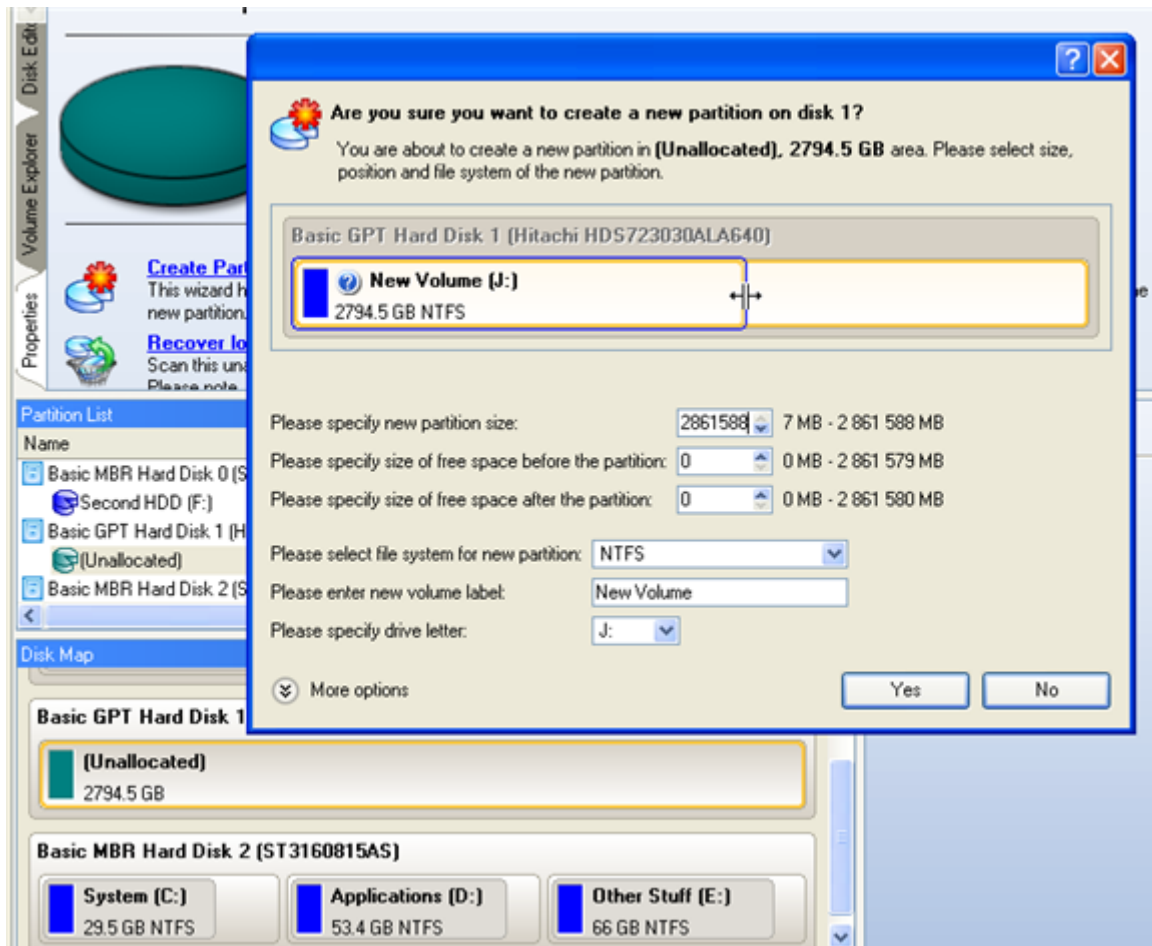 Disk Edito
Volume Explorer
Properties
Create Part
This wizard h
new partition.
Recover lo
Scan this una
Please note
Are you sure you want to create a new partition on disk 1?
You are about to create a new partition in (Unallocated), 2794.5 GB area. Please select size,
position and file system of the new partition.
Basic GPT Hard Disk 1 (Hitachi HDS723030ALA640)
New Volume (J:)
2794.5 GB NTFS
Please specify new partition size: 2861588 7 MB - 2 861 588 MB
Please specify size of free space before the partition: 0 0 MB - 2 861 579 MB
Please specify size of free space after the partition: 0 0 MB - 2 861 580 MB
Please select file system for new partition: NTFS
Please enter new volume label: New Volume
Please specify drive letter: J:
More options
Yes No
Partition List
Name
Basic MBR Hard Disk 0 (S
Second HDD (F:)
Basic GPT Hard Disk 1 (H
(Unallocated)
Basic MBR Hard Disk 2 (S
Disk Map
Basic GPT Hard Disk 1
(Unallocated)
2794.5 GB
Basic MBR Hard Disk 2 (ST3160815AS)
System (C:) Applications (D:) Other Stuff (E:)
29.5 GB NTFS 53.4 GB NTFS 66 GB NTFS